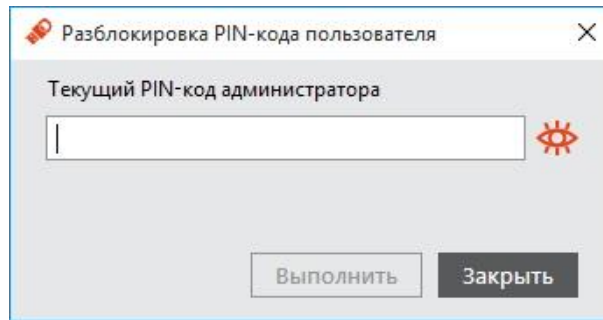 Разблокировка PIN-кода пользователя
Текущий PIN-код администратора
Выполнить Закрыть